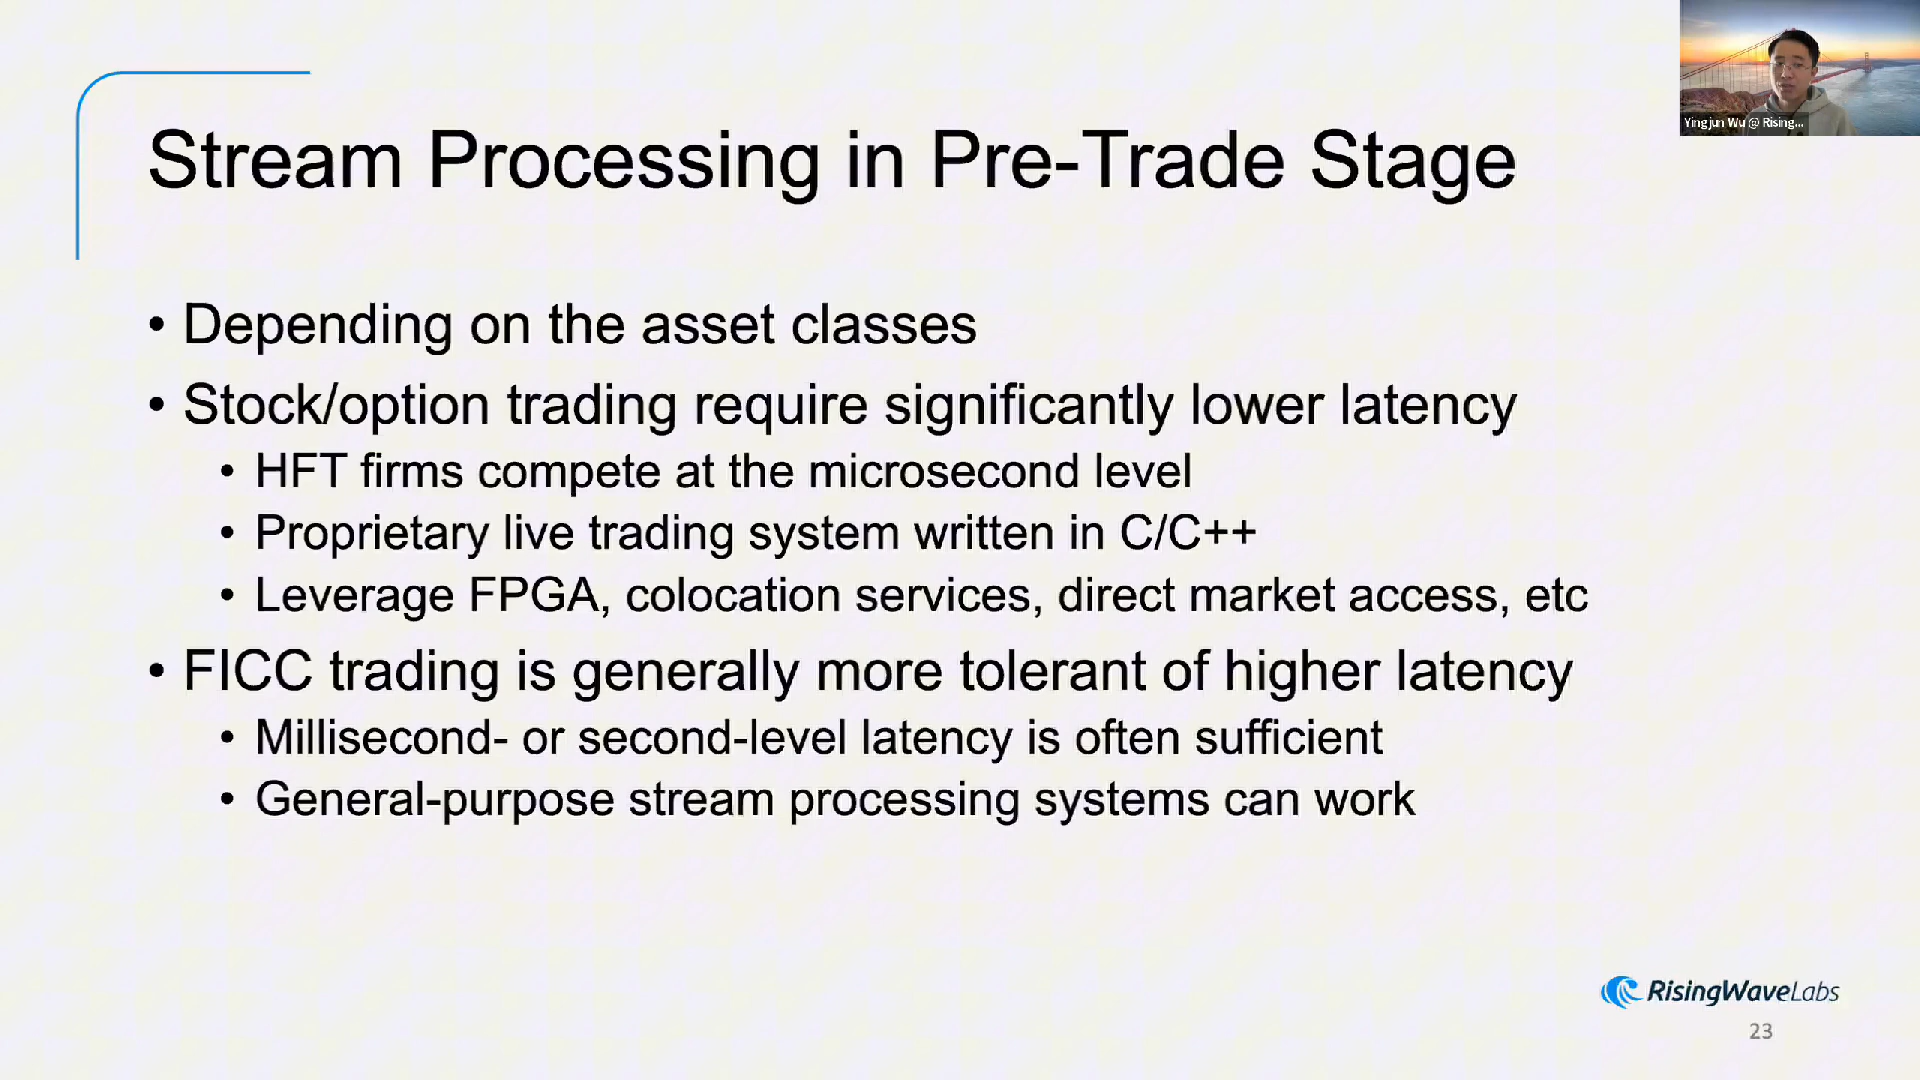 Yingjun Wu @ Rising...
Stream Processing in Pre-Trade Stage
• Depending on the asset classes
• Stock/option trading require significantly lower latency
• HFT firms compete at the microsecond level
• Proprietary live trading system written in C/C++
• Leverage FPGA, colocation services, direct market access, etc
• FICC trading is generally more tolerant of higher latency
• Millisecond- or second-level latency is often sufficient
• General-purpose stream processing systems can work
RisingWaveLabs
23